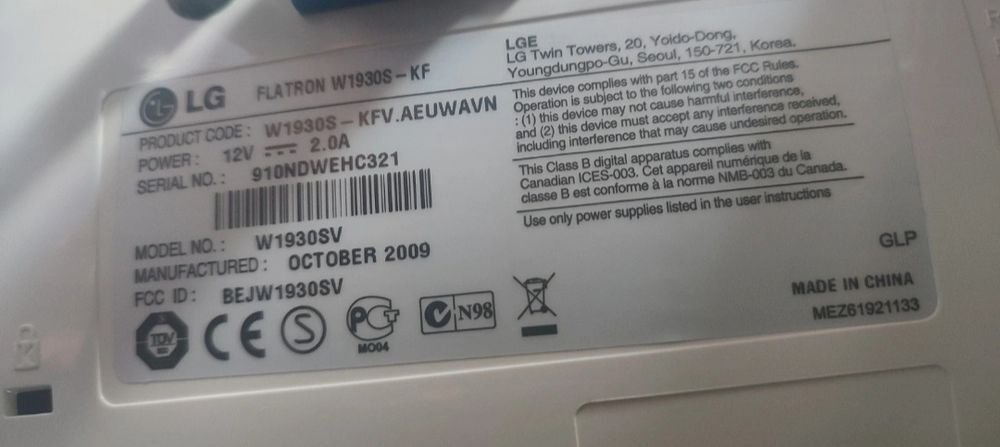 LG FLATRON W1930S-KF
PRODUCT CODE : W1930S-KFV.AEUWAVN
POWER : 12V 2.0A
SERIAL NO. : 910NDWEHC321
MODEL NO. : W1930SV
MANUFACTURED : OCTOBER 2009
FCC ID : BEJW1930SV
TÜV
CE
S
PCT
MO04
N98
LGE
LG Twin Towers, 20, Yoido-Dong,
Youngdungpo-Gu, Seoul, 150-721, Korea.
This device complies with part 15 of the FCC Rules.
Operation is subject to the following two conditions
: (1) this device may not cause harmful interference,
and (2) this device must accept any interference received,
including interference that may cause undesired operation.
This Class B digital apparatus complies with
Canadian ICES-003. Cet appareil numérique de la
classe B est conforme à la norme NMB-003 du Canada.
Use only power supplies listed in the user instructions
GLP
MADE IN CHINA
MEZ61921133